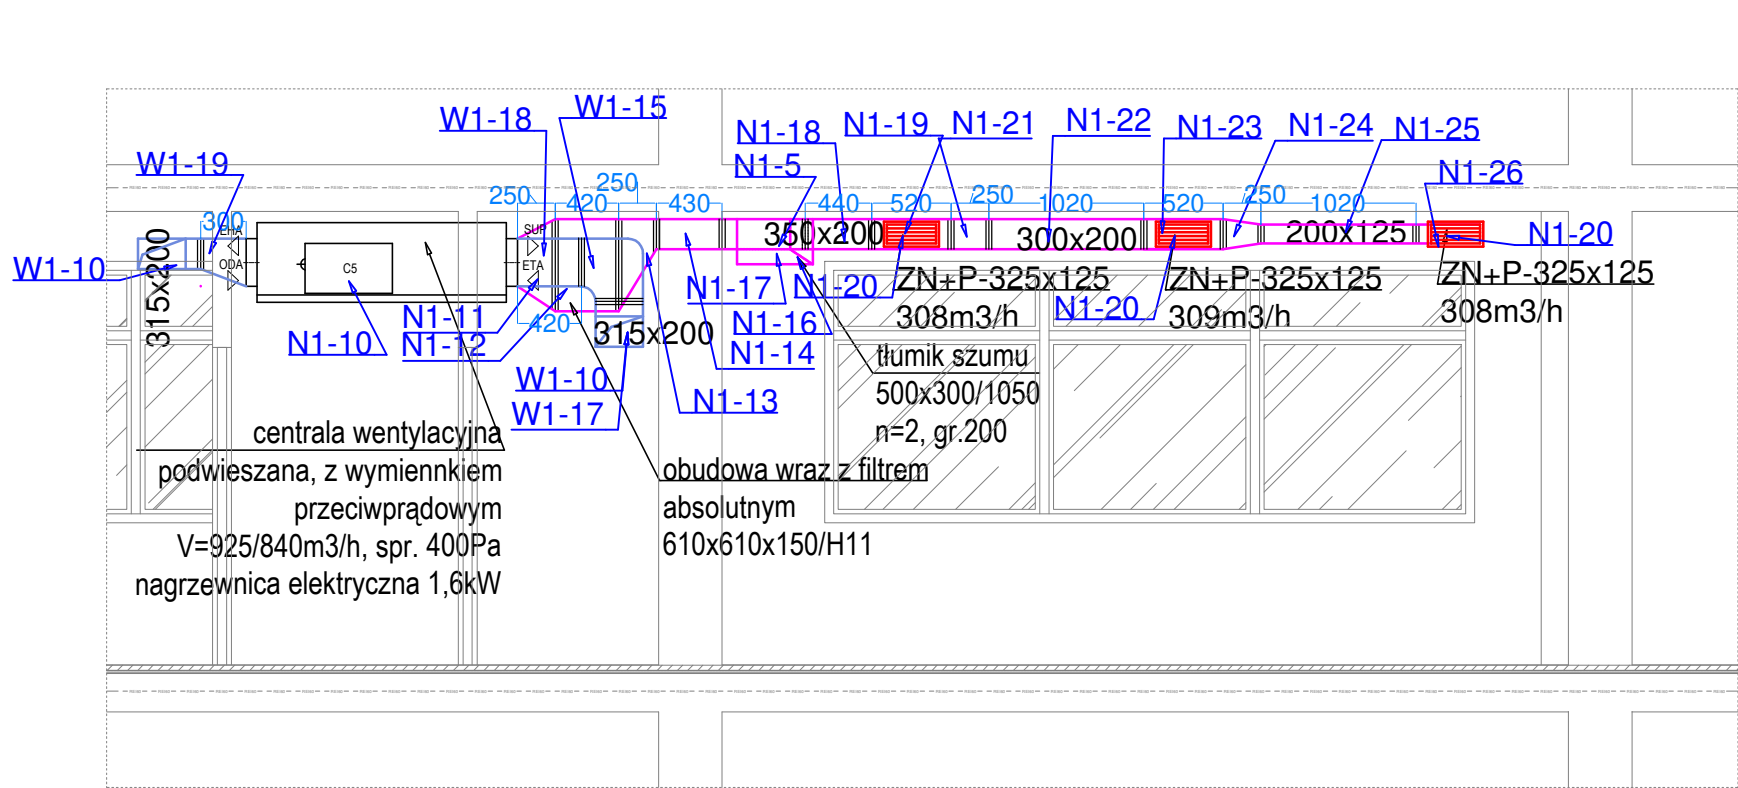 W1-18
W1-15
N1-18
N1-19
N1-21
N1-22
N1-23
N1-24
N1-25
W1-19
N1-5
N1-26
250
420
250
430
440
520
250
1020
520
250
1020
300
EHA
SUP
ODA
ETA
C5
W1-10
315x200
350x200
300x200
200x125
N1-20
N1-17
N1-20
ZN+P-325x125
308m3/h
N1-20
ZN+P-325x125
309m3/h
ZN+P-325x125
308m3/h
N1-11
N1-12
N1-10
420
315x200
N1-16
N1-14
W1-10
W1-17
N1-13
tłumik szumu
500x300/1050
n=2, gr.200
centrala wentylacyjna
podwieszana, z wymiennkiem
przeciwprądowym
V=925/840m3/h, spr. 400Pa
nagrzewnica elektryczna 1,6kW
obudowa wraz z filtrem
absolutnym
610x610x150/H11